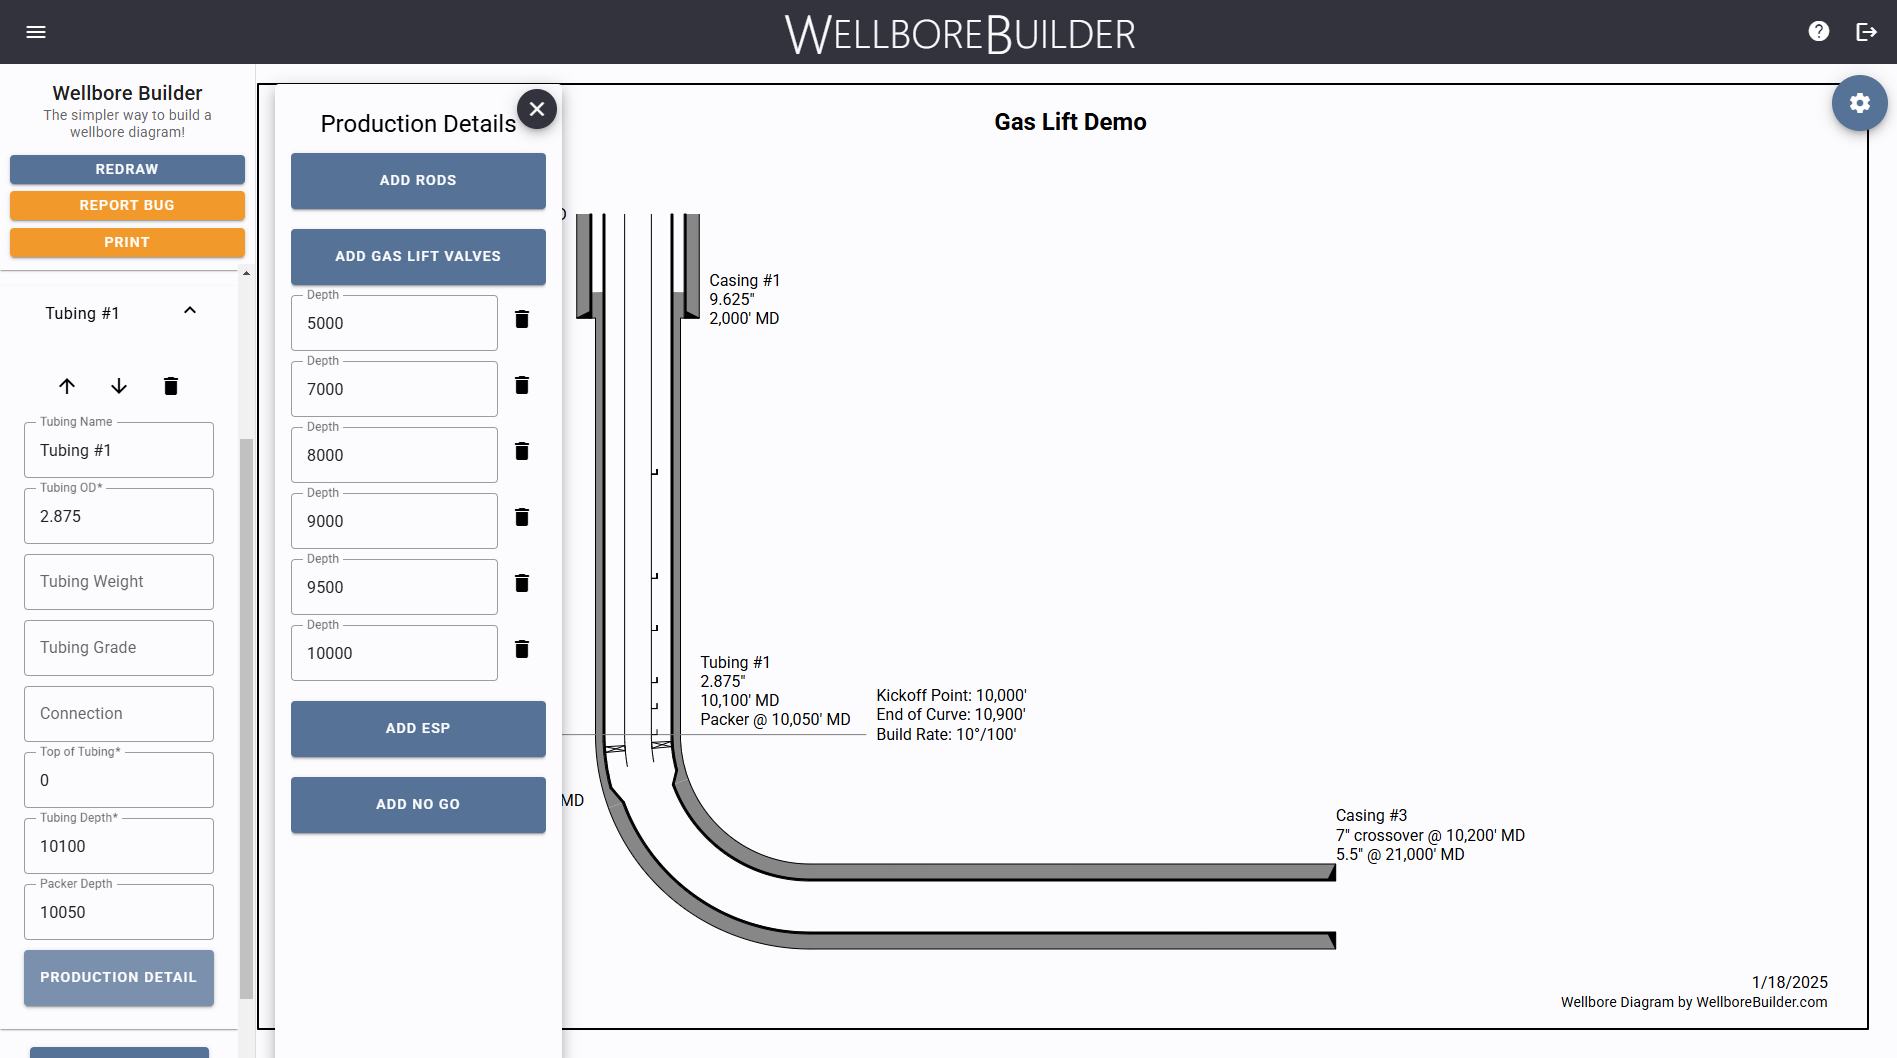 WELLBOREBUILDER
Wellbore Builder
The simpler way to build a
wellbore diagram!
REDRAW
REPORT BUG
PRINT
Tubing #1
Tubing Name
Tubing #1
Tubing OD*
2.875
Tubing Weight
Tubing Grade
Connection
Top of Tubing*
0
Tubing Depth*
10100
Packer Depth
10050
PRODUCTION DETAIL
Production Details
ADD RODS
ADD GAS LIFT VALVES
Depth
5000
Depth
7000
Depth
8000
Depth
9000
Depth
9500
Depth
10000
ADD ESP
ADD NO GO
Gas Lift Demo
Casing #1
9.625"
2,000' MD
Tubing #1
2.875"
10,100' MD
Packer @ 10,050' MD
Kickoff Point: 10,000'
End of Curve: 10,900'
Build Rate: 10°/100'
MD
Casing #3
7" crossover @ 10,200' MD
5.5" @ 21,000' MD
1/18/2025
Wellbore Diagram by WellboreBuilder.com